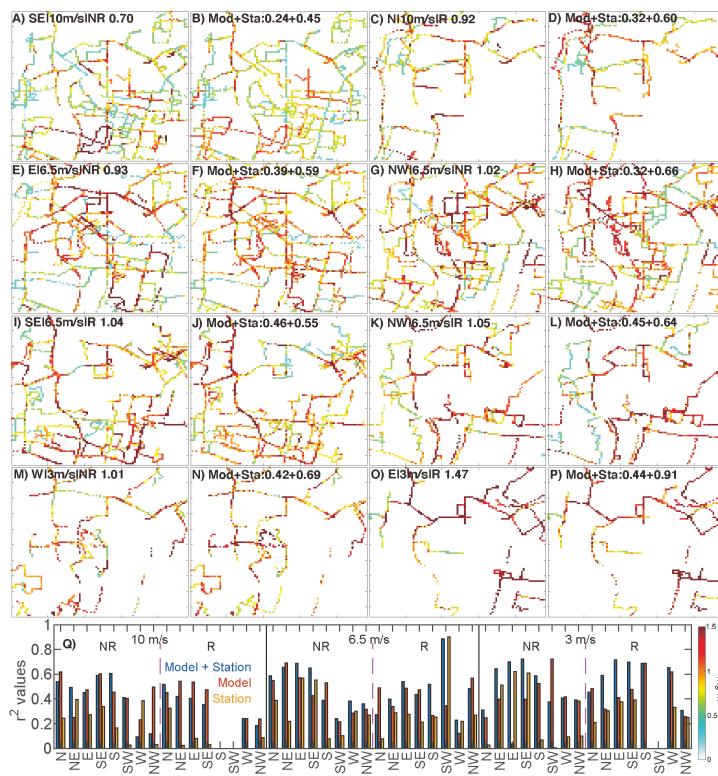 A) SE|10m/s|NR 0.70
B) Mod+Sta:0.24+0.45
C) N|10m/s|R 0.92
D) Mod+Sta:0.32+0.60
E) E|6.5m/s|NR 0.93
F) Mod+Sta:0.39+0.59
G) NW|6.5m/s|NR 1.02
H) Mod+Sta:0.32+0.66
I) SE|6.5m/s|R 1.04
J) Mod+Sta:0.46+0.55
K) NW|6.5m/s|R 1.05
L) Mod+Sta:0.45+0.64
M) W|3m/s|NR 1.01
N) Mod+Sta:0.42+0.69
O) E|3m/s|R 1.47
P) Mod+Sta:0.44+0.91
Q) 10 m/s 6.5 m/s 3 m/s
NR R NR R NR R
Model + Station
Model
Station
r² values
1
0.8
0.6
0.4
0.2
0
N NE E SE S SW W NW N NE E SE S SW W NW N NE E SE S SW W NW N NE E SE S SW W NW N NE E SE S SW W NW N NE E SE S SW W NW
1.5
1
0.5
0